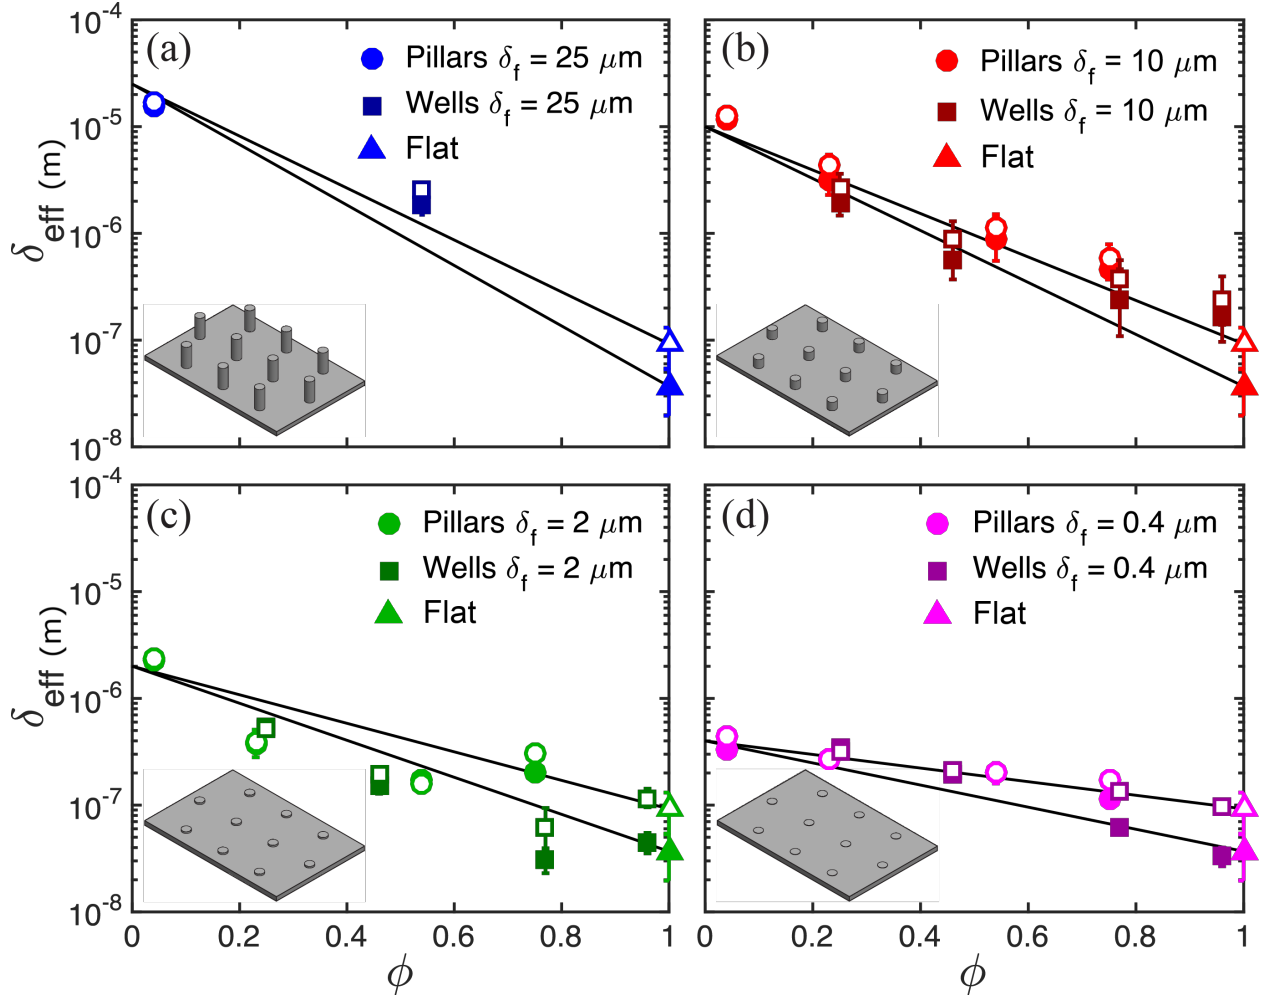 (a)
Pillars δf = 25 μm
Wells δf = 25 μm
Flat
10-4
10-5
10-6
10-7
10-8
δeff (m)
(b)
Pillars δf = 10 μm
Wells δf = 10 μm
Flat
(c)
Pillars δf = 2 μm
Wells δf = 2 μm
Flat
10-4
10-5
10-6
10-7
10-8
δeff (m)
0 0.2 0.4 0.6 0.8 1
ϕ
(d)
Pillars δf = 0.4 μm
Wells δf = 0.4 μm
Flat
0 0.2 0.4 0.6 0.8 1
ϕ